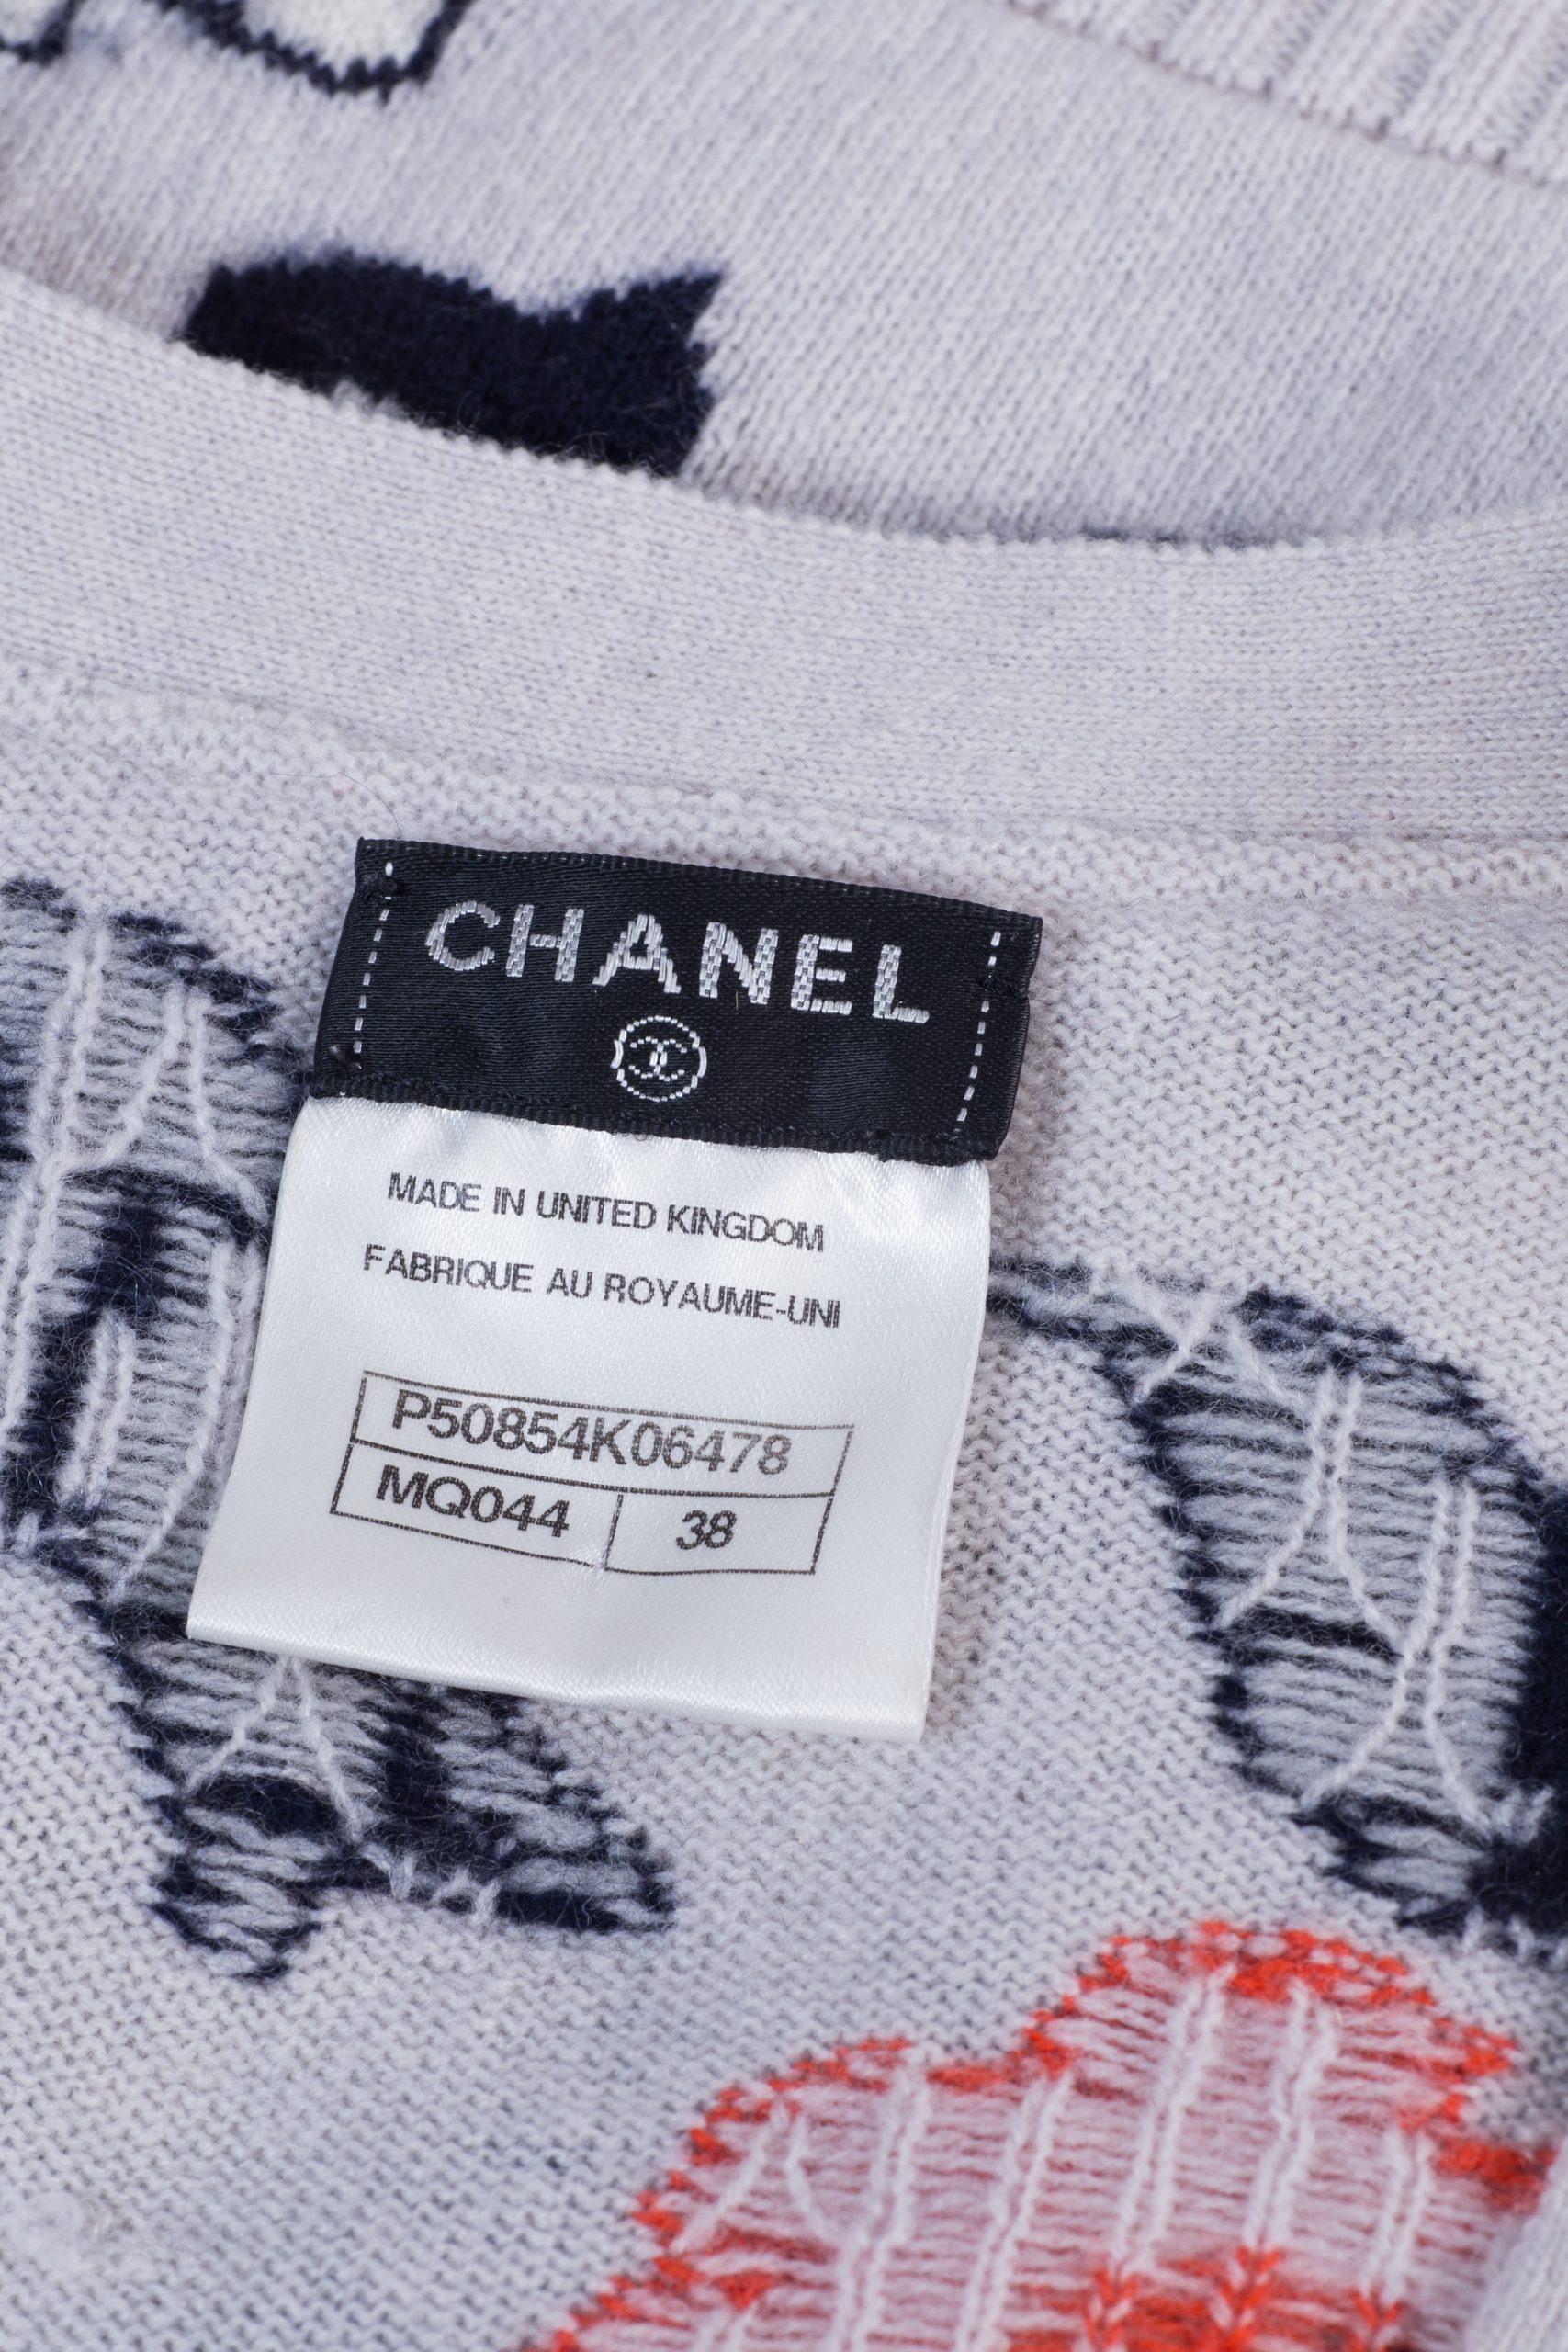 CHANEL
MADE IN UNITED KINGDOM
FABRIQUE AU ROYAUME-UNI
P50854K06478
MQ044 38